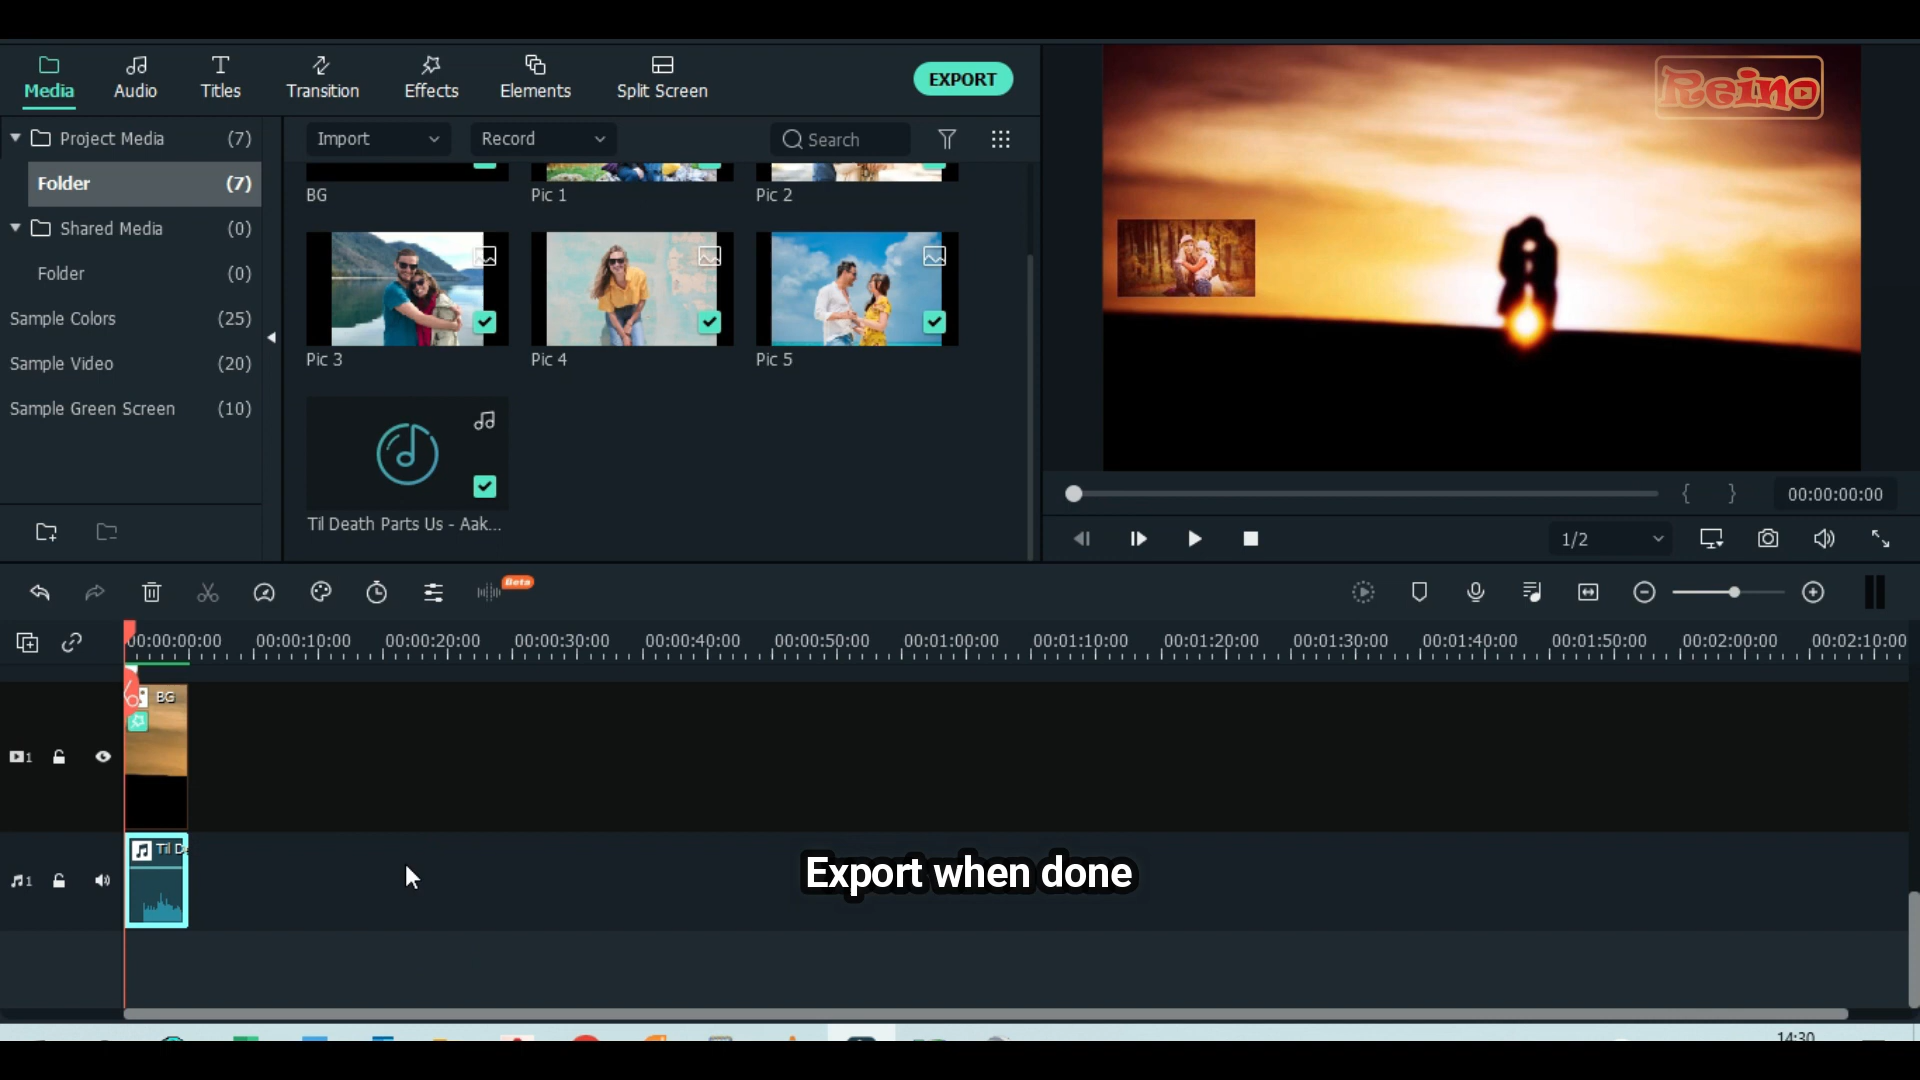 Media
Audio
Titles
Transition
Effects
Elements
Split Screen
EXPORT
Reino
Project Media (7)
Folder (7)
Shared Media (0)
Folder (0)
Sample Colors (25)
Sample Video (20)
Sample Green Screen (10)
Import
Record
Search
BG
Pic 1
Pic 2
Pic 3
Pic 4
Pic 5
Til Death Parts Us - Aak...
{ }
00:00:00:00
1/2
Beta
00:00:00:00 00:00:10:00 00:00:20:00 00:00:30:00 00:00:40:00 00:00:50:00 00:01:00:00 00:01:10:00 00:01:20:00 00:01:30:00 00:01:40:00 00:01:50:00 00:02:00:00 00:02:10:00
BG
1
Til De
1
Export when done
14:30